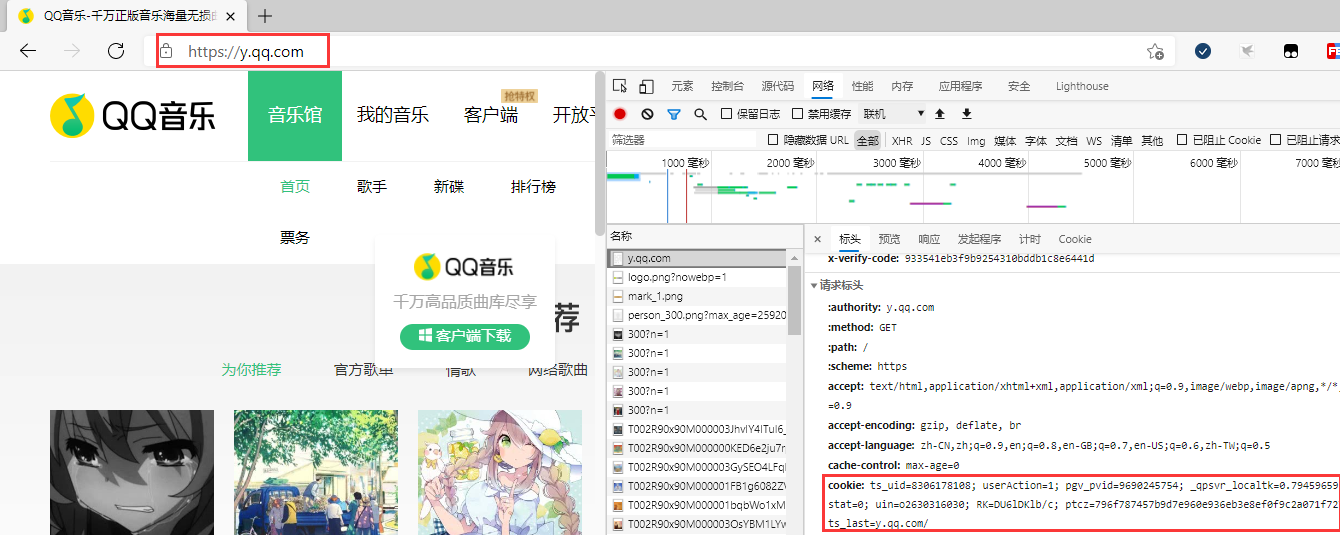 QQ音乐-千万正版音乐海量无损
https://y.qq.com
QQ音乐
音乐馆
我的音乐
客户端
抢特权
开放平
首页
歌手
新碟
排行榜
票务
QQ音乐
千万高品质曲库尽享
客户端下载
荐
为你推荐
官方歌单
情歌
网络歌曲
元素 控制台 源代码 网络 性能 内存 应用程序 安全 Lighthouse
保留日志 禁用缓存 联机
筛选器 隐藏数据 URL 全部 XHR JS CSS Img 媒体 字体 文档 WS 清单 其他 已阻止 Cookie 已阻止请求
1000 毫秒 2000 毫秒 3000 毫秒 4000 毫秒 5000 毫秒 6000 毫秒 7000 毫
名称
y.qq.com
logo.png?nowebp=1
mark_1.png
person_300.png?max_age=25920
300?n=1
300?n=1
300?n=1
300?n=1
300?n=1
T002R90x90M000003JhvIY4ITuI6_
T002R90x90M000000KED6e2ju7r
T002R90x90M000003GySEO4LFql
T002R90x90M000001FB1g6082Z\
T002R90x90M000001bqbWo1xM
T002R90x90M000003OsYBM1LYw
标头 预览 响应 发起程序 计时 Cookie
x-verify-code: 933541eb3f9b9254310bddb1c8e6441d
请求标头
:authority: y.qq.com
:method: GET
:path: /
:scheme: https
accept: text/html,application/xhtml+xml,application/xml;q=0.9,image/webp,image/apng,*/*
=0.9
accept-encoding: gzip, deflate, br
accept-language: zh-CN,zh;q=0.9,en;q=0.8,en-GB;q=0.7,en-US;q=0.6,zh-TW;q=0.5
cache-control: max-age=0
cookie: ts_uid=8306178108; userAction=1; pgv_pvid=9690245754; _qpsvr_localtk=0.79459659
stat=0; uin=o2630316030; RK=DU6lDKlb/c; ptcz=796f787457b9d7e960e936eb3e8ef0f9c2a071f72
ts_last=y.qq.com/